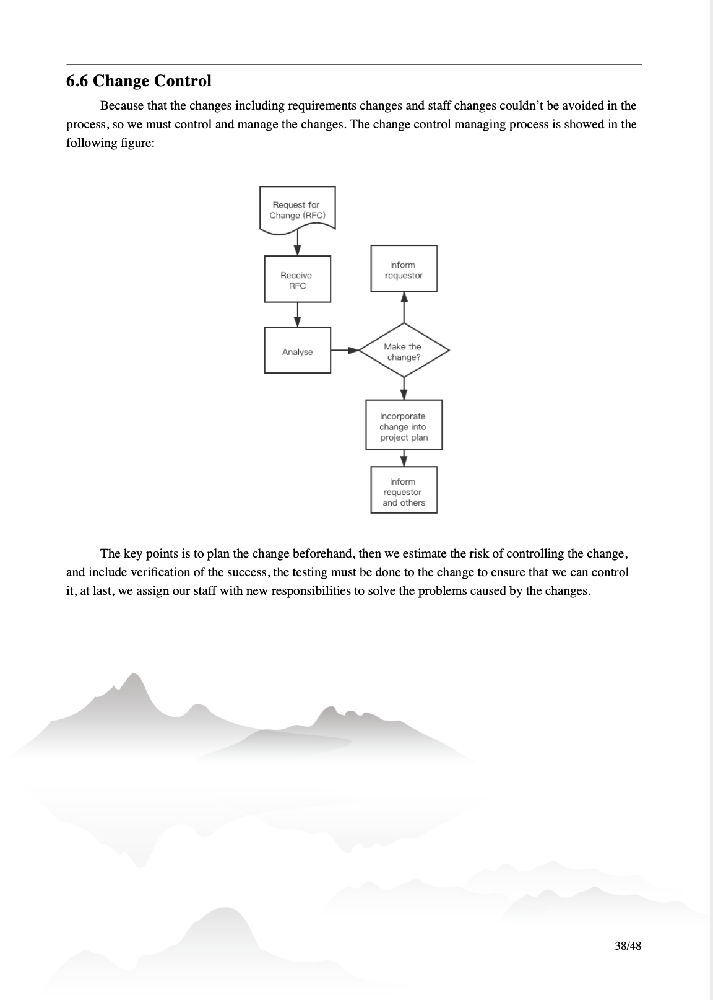 6.6 Change Control
Because that the changes including requirements changes and staff changes couldn’t be avoided in the
process, so we must control and manage the changes. The change control managing process is showed in the
following figure:
Request for
Change (RFC)
Receive
RFC
Analyse
Inform
requestor
Make the
change?
Incorporate
change into
project plan
inform
requestor
and others
The key points is to plan the change beforehand, then we estimate the risk of controlling the change,
and include verification of the success, the testing must be done to the change to ensure that we can control
it, at last, we assign our staff with new responsibilities to solve the problems caused by the changes.
38/48